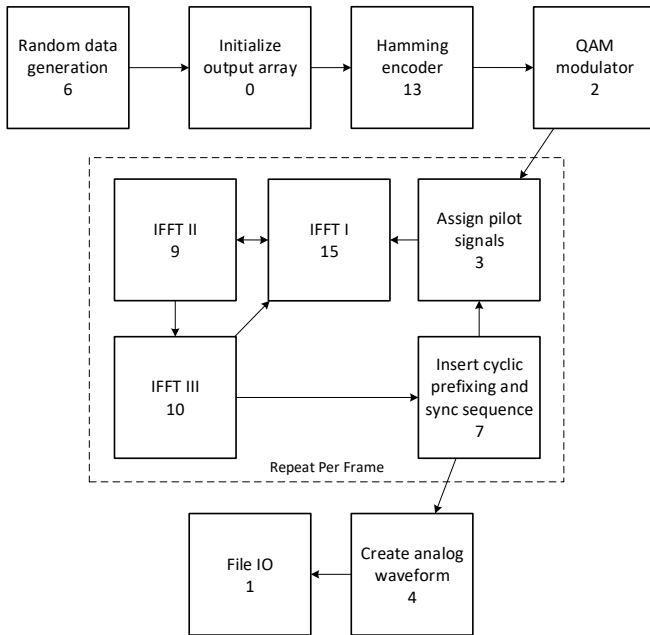 Random data
generation
6
Initialize
output array
0
Hamming
encoder
13
QAM
modulator
2
IFFT II
9
IFFT I
15
Assign pilot
signals
3
IFFT III
10
Insert cyclic
prefixing and
sync sequence
7
Repeat Per Frame
File IO
1
Create analog
waveform
4